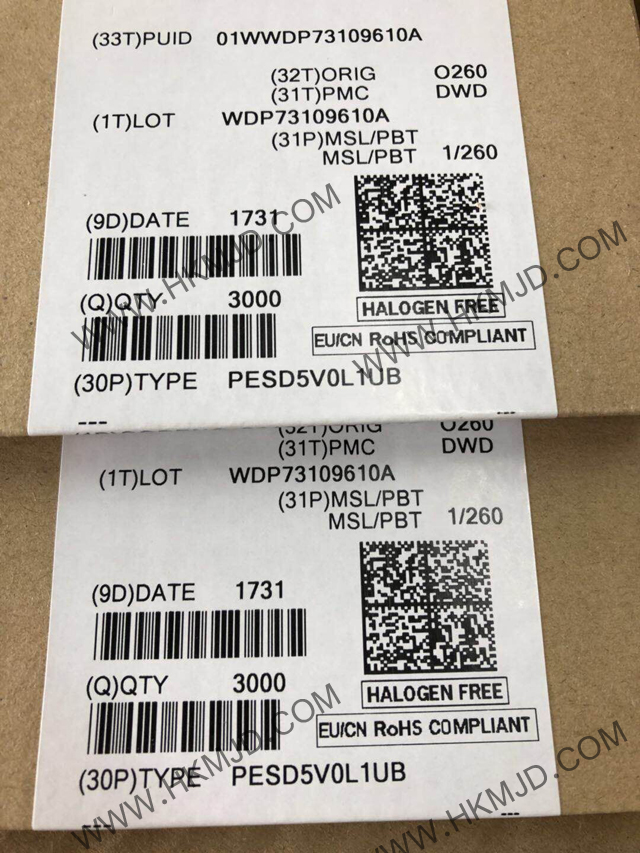 (33T)PUID 01WWDP73109610A
(32T)ORIG O260
(31T)PMC DWD
(1T)LOT WDP73109610A
(31P)MSL/PBT
MSL/PBT 1/260
(9D)DATE 1731
(Q)QTY 3000
HALOGEN FREE
EU/CN RoHS COMPLIANT
(30P)TYPE PESD5V0L1UB
---
---
(32T)ORIG O260
(31T)PMC DWD
(1T)LOT WDP73109610A
(31P)MSL/PBT
MSL/PBT 1/260
(9D)DATE 1731
(Q)QTY 3000
HALOGEN FREE
EU/CN RoHS COMPLIANT
(30P)TYPE PESD5V0L1UB
---
---
WWW.HKMJD.COM
WWW.HKMJD.COM
WWW.HKMJD.COM
WWW.HKMJD.COM